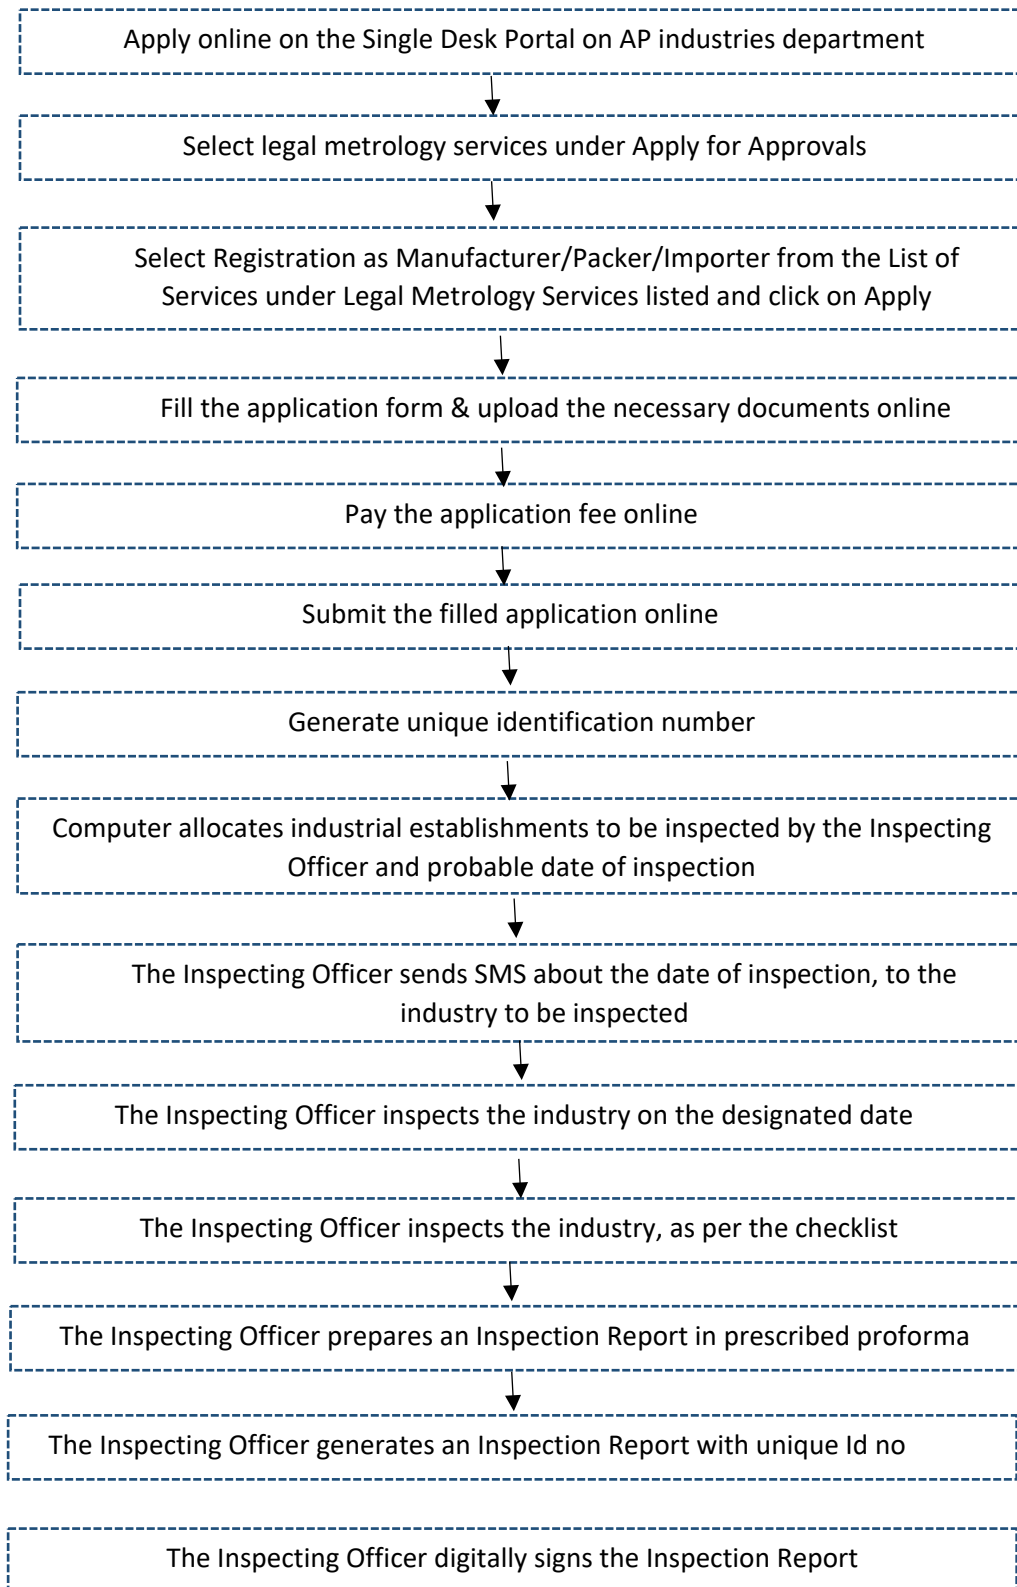 Apply online on the Single Desk Portal on AP industries department
Select legal metrology services under Apply for Approvals
Select Registration as Manufacturer/Packer/Importer from the List of
Services under Legal Metrology Services listed and click on Apply
Fill the application form & upload the necessary documents online
Pay the application fee online
Submit the filled application online
Generate unique identification number
Computer allocates industrial establishments to be inspected by the Inspecting
Officer and probable date of inspection
The Inspecting Officer sends SMS about the date of inspection, to the
industry to be inspected
The Inspecting Officer inspects the industry on the designated date
The Inspecting Officer inspects the industry, as per the checklist
The Inspecting Officer prepares an Inspection Report in prescribed proforma
The Inspecting Officer generates an Inspection Report with unique Id no
The Inspecting Officer digitally signs the Inspection Report